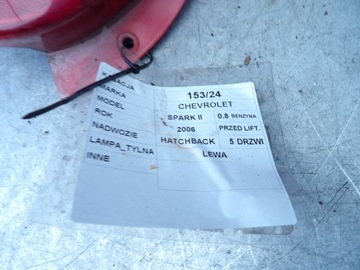 153/24
MARKA CHEVROLET
MODEL SPARK II 0.8 BENZYNA
ROK 2006 PRZED LIFT.
NADWOZIE HATCHBACK 5 DRZWI
LAMPA_TYLNA LEWA
INNE